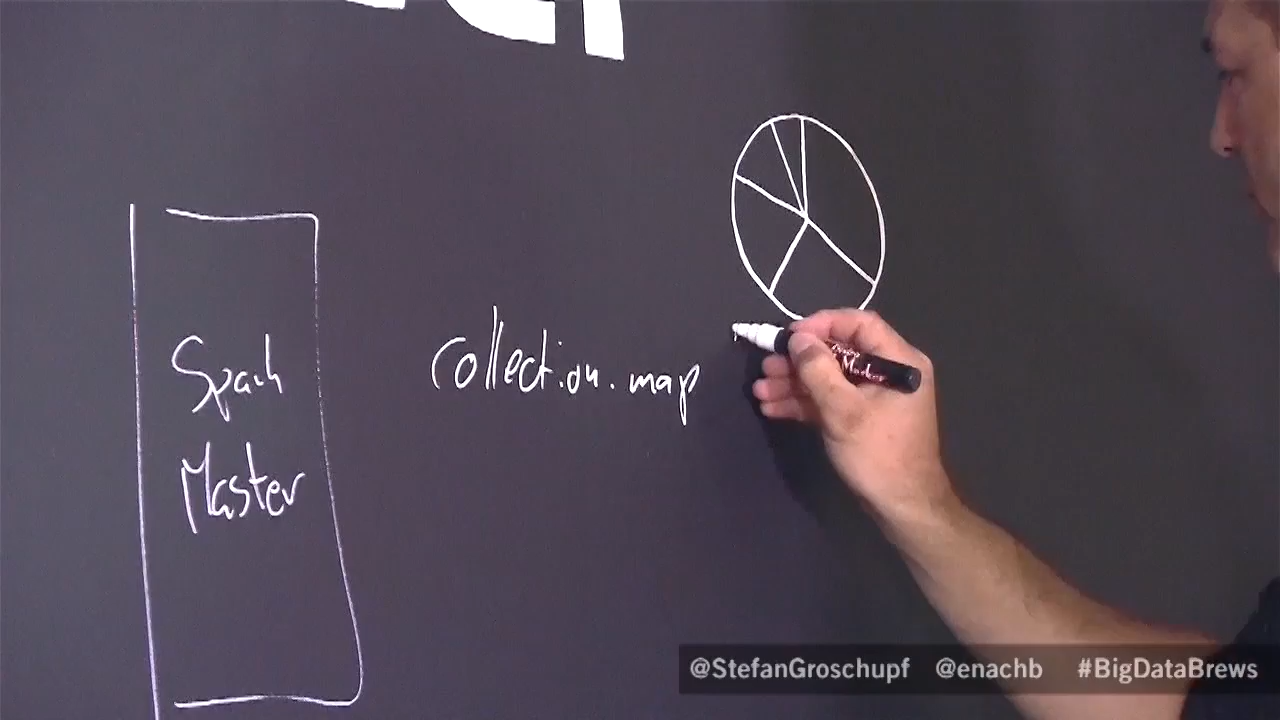 Spark
Master
collection.map
@StefanGroschupf @enachb #BigDataBrews